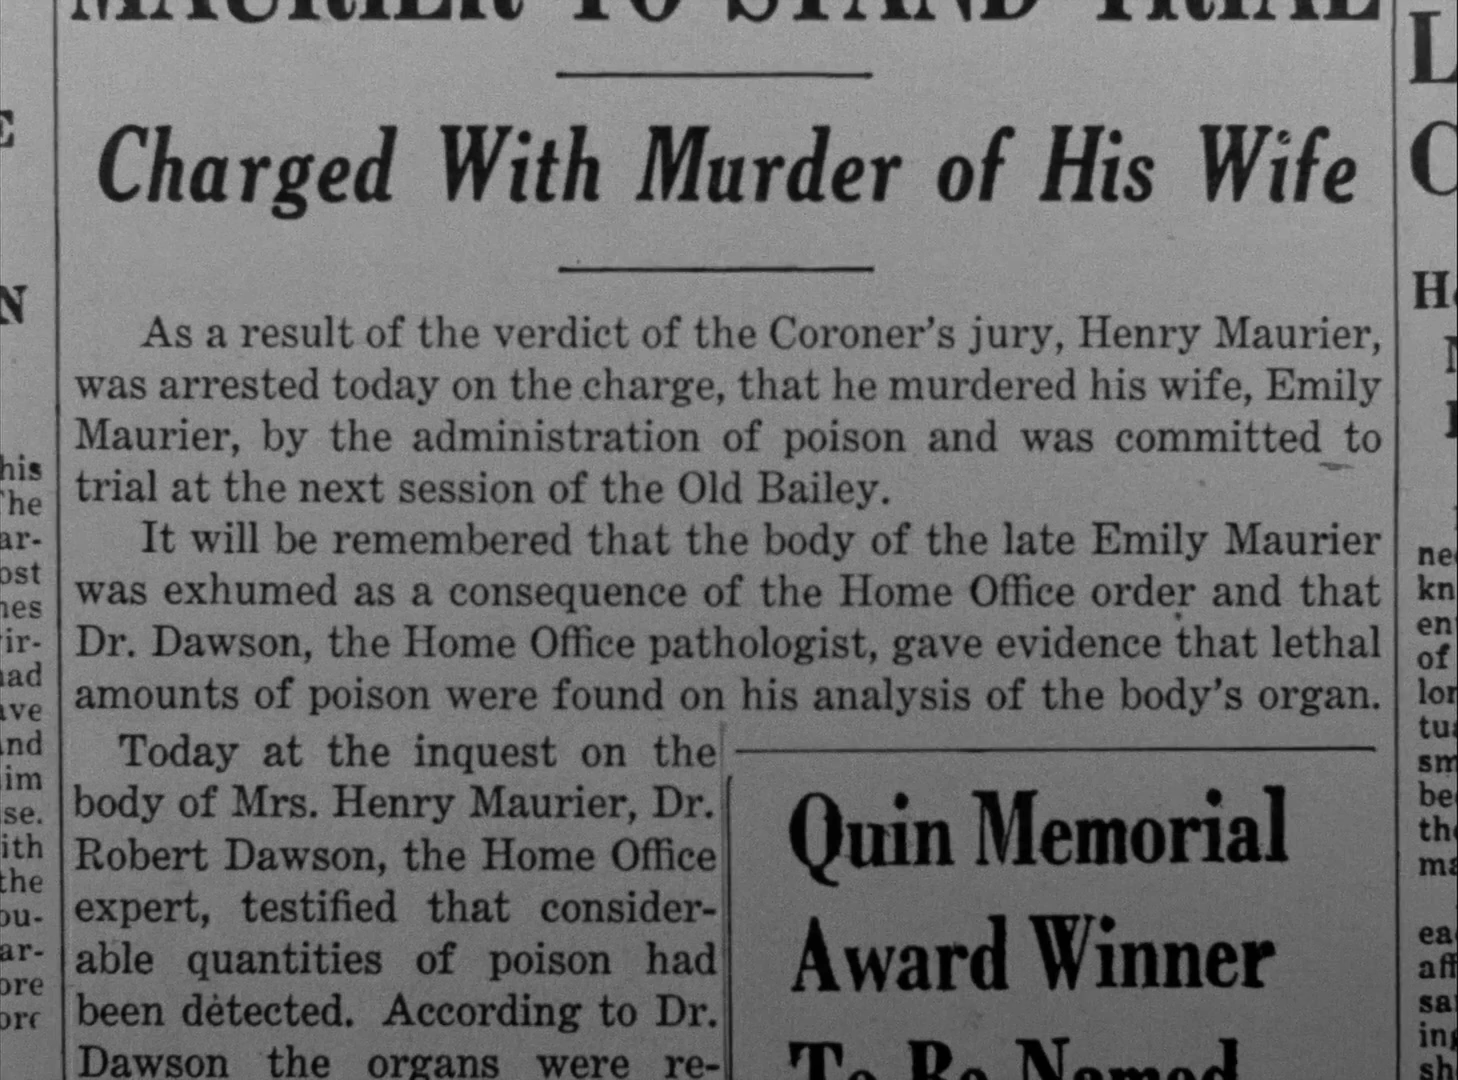 MAURIER TO STAND TRIAL
Charged With Murder of His Wife
As a result of the verdict of the Coroner's jury, Henry Maurier,
was arrested today on the charge, that he murdered his wife, Emily
Maurier, by the administration of poison and was committed to
trial at the next session of the Old Bailey.
It will be remembered that the body of the late Emily Maurier
was exhumed as a consequence of the Home Office order and that
Dr. Dawson, the Home Office pathologist, gave evidence that lethal
amounts of poison were found on his analysis of the body's organ.
Today at the inquest on the
body of Mrs. Henry Maurier, Dr.
Robert Dawson, the Home Office
expert, testified that consider-
able quantities of poison had
been detected. According to Dr.
Dawson the organs were re-
Quin Memorial
Award Winner
To Be Named